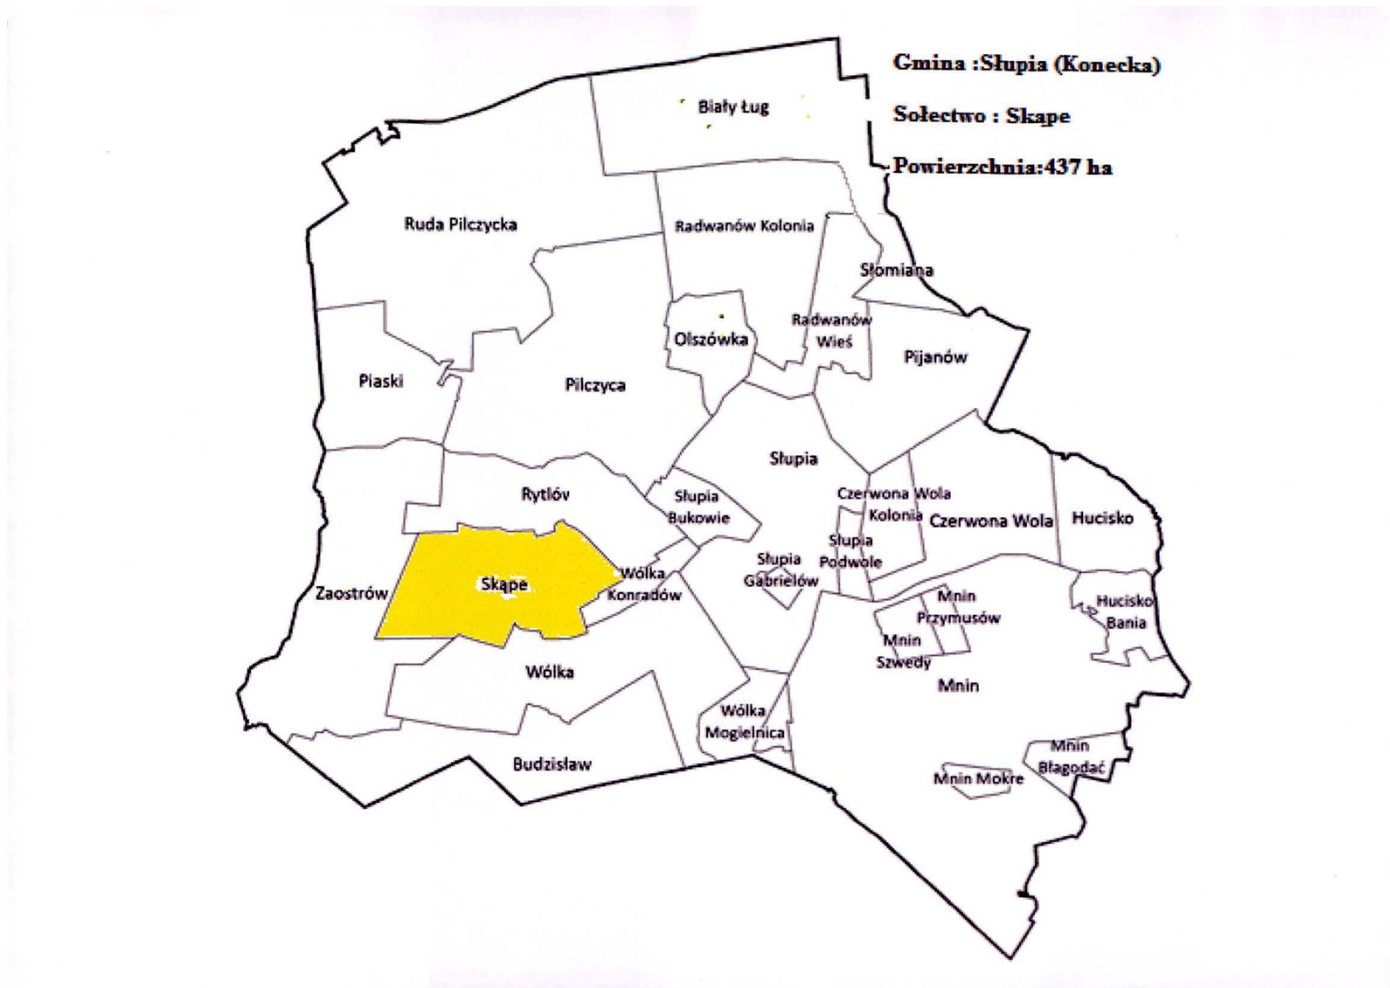 Gmina :Słupia (Konecka)
Sołectwo : Skąpe
Powierzchnia:437 ha
Biały Ług
Ruda Pilczycka
Radwanów Kolonia
Słomiana
Radwanów
Wieś
Olszówka
Pijanów
Piaski
Pilczyca
Słupia
Rytlów
Słupia
Bukowie
Czerwona Wola
Kolonia
Czerwona Wola
Hucisko
Słupia
Podwole
Słupia
Gabrielów
Skąpe
Wólka
Konradów
Zaostrów
Mnin
Przymusów
Hucisko
Bania
Mnin
Szwedy
Wólka
Mnin
Wólka
Mogielnica
Budzisław
Mnin
Błagodać
Mnin Mokre